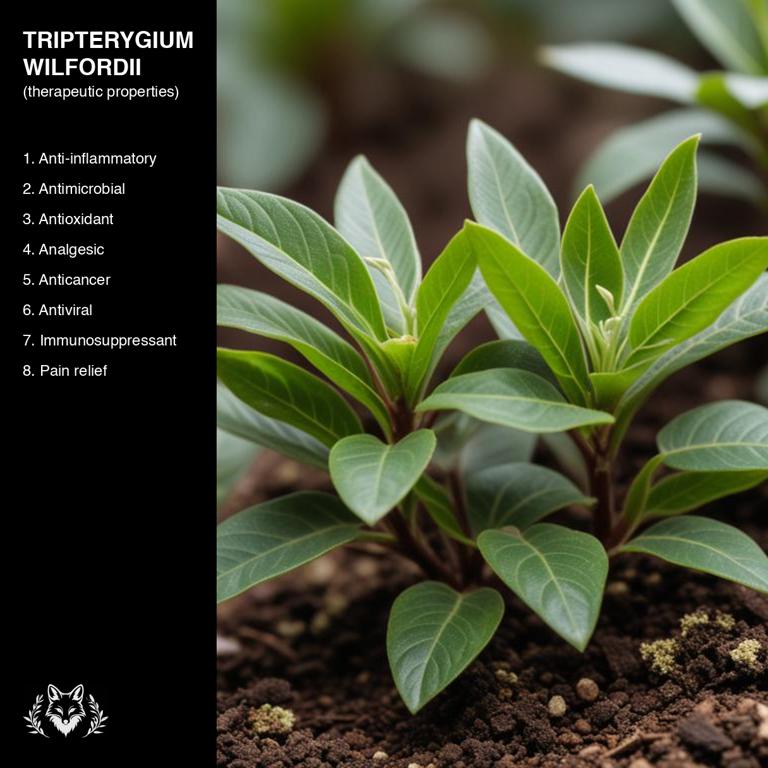 TRIPTERYGIUM
WILFORDII
(therapeutic properties)
1. Anti-inflammatory
2. Antimicrobial
3. Antioxidant
4. Analgesic
5. Anticancer
6. Antiviral
7. Immunosuppressant
8. Pain relief